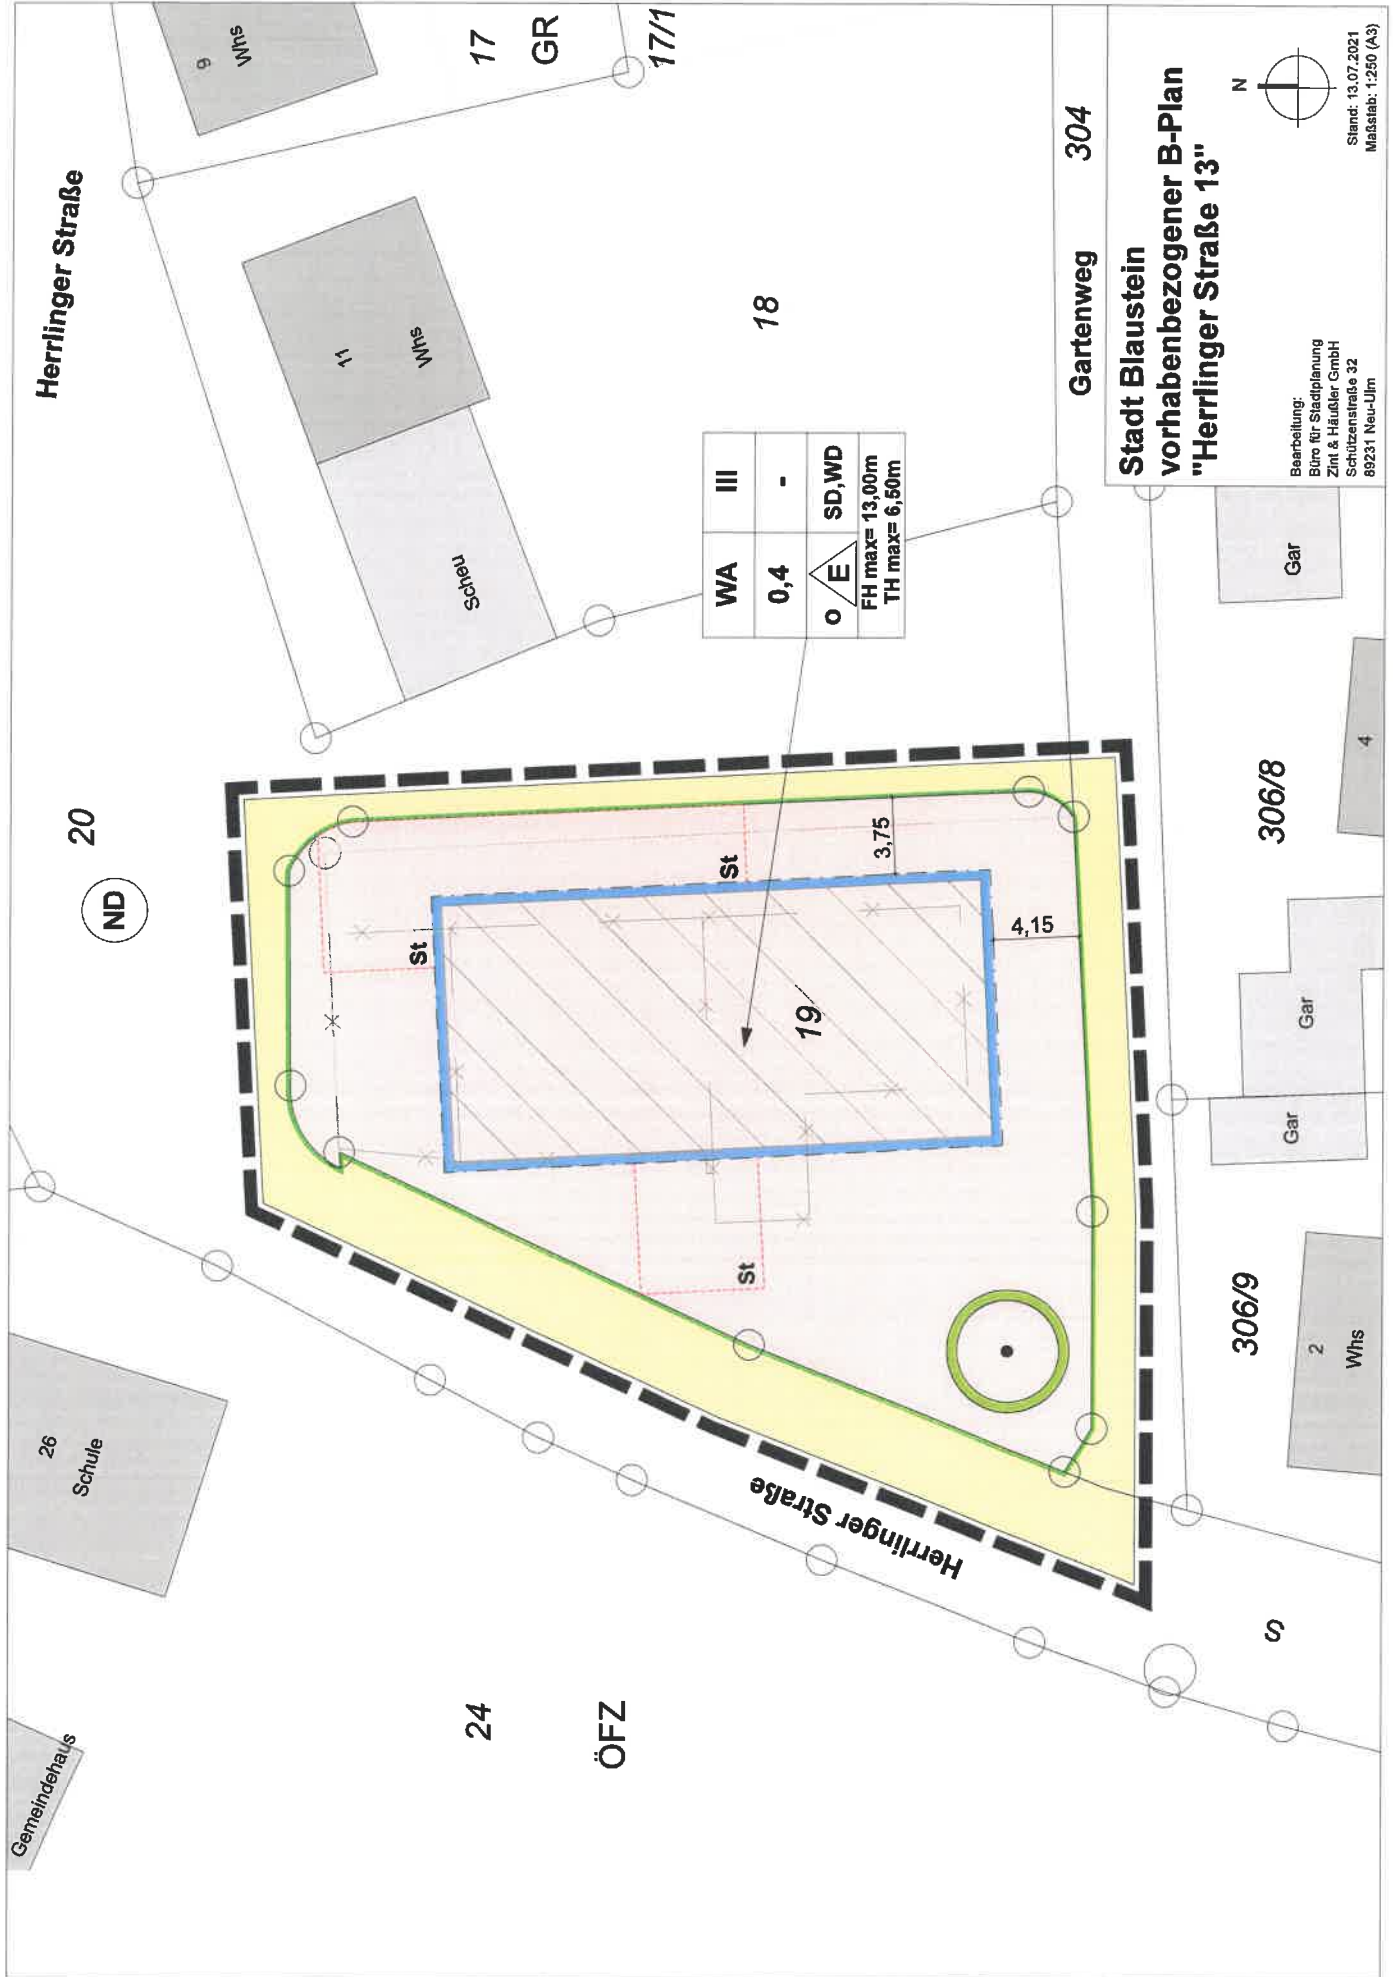 Herrlinger Straße
9
Whs
17
GR
17/1
11
Whs
Scheu
18
20
ND
Gartenweg 304
WA III
0,4 -
o E SD,WD
FH max= 13,00m
TH max= 6,50m
St
St
St
3,75
4,15
19
26
Schule
Gemeindehaus
24
ÖFZ
Herrlinger Straße
S
306/9
2
Whs
306/8
4
Gar
Gar
Gar
Stadt Blaustein
vorhabenbezogener B-Plan
"Herrlinger Straße 13"
N
Bearbeitung:
Büro für Stadtplanung
Zint & Häußler GmbH
Schützenstraße 32
89231 Neu-Ulm
Stand: 13.07.2021
Maßstab: 1:250 (A3)